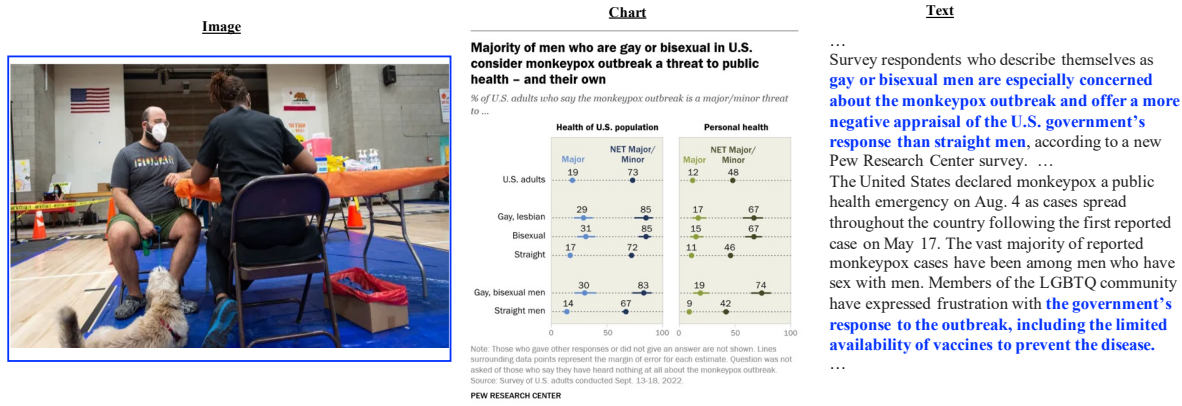 Image
Chart
Text
HUMAN
Majority of men who are gay or bisexual in U.S.
consider monkeypox outbreak a threat to public
health – and their own
% of U.S. adults who say the monkeypox outbreak is a major/minor threat
to ...
Health of U.S. population
Personal health
Major
NET Major/
Minor
Major
NET Major/
Minor
U.S. adults 19 73 12 48
Gay, lesbian 29 85 17 67
Bisexual 31 85 15 67
Straight 17 72 11 46
Gay, bisexual men 30 83 19 74
Straight men 14 67 9 42
0 50 100 0 50 100
Note: Those who gave other responses or did not give an answer are not shown. Lines
surrounding data points represent the margin of error for each estimate. Question was not
asked of those who say they have heard nothing at all about the monkeypox outbreak.
Source: Survey of U.S. adults conducted Sept. 13-18, 2022.
PEW RESEARCH CENTER
…
Survey respondents who describe themselves as
gay or bisexual men are especially concerned
about the monkeypox outbreak and offer a more
negative appraisal of the U.S. government’s
response than straight men, according to a new
Pew Research Center survey. …
The United States declared monkeypox a public
health emergency on Aug. 4 as cases spread
throughout the country following the first reported
case on May 17. The vast majority of reported
monkeypox cases have been among men who have
sex with men. Members of the LGBTQ community
have expressed frustration with the government’s
response to the outbreak, including the limited
availability of vaccines to prevent the disease.
…